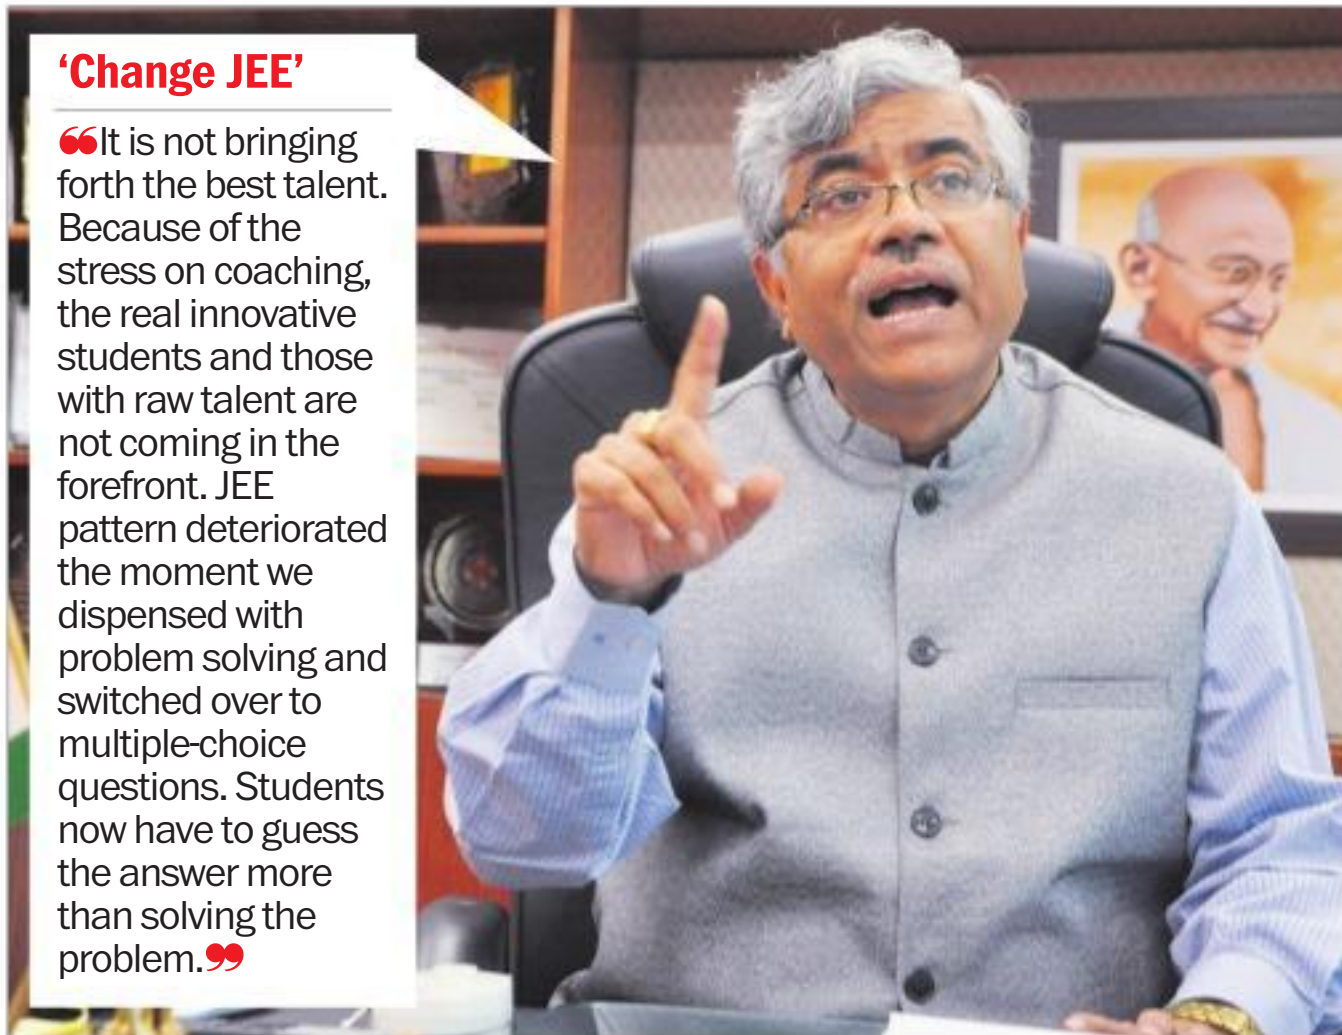 ‘Change JEE’
“It is not bringing
forth the best talent.
Because of the
stress on coaching,
the real innovative
students and those
with raw talent are
not coming in the
forefront. JEE
pattern deteriorated
the moment we
dispensed with
problem solving and
switched over to
multiple-choice
questions. Students
now have to guess
the answer more
than solving the
problem.”